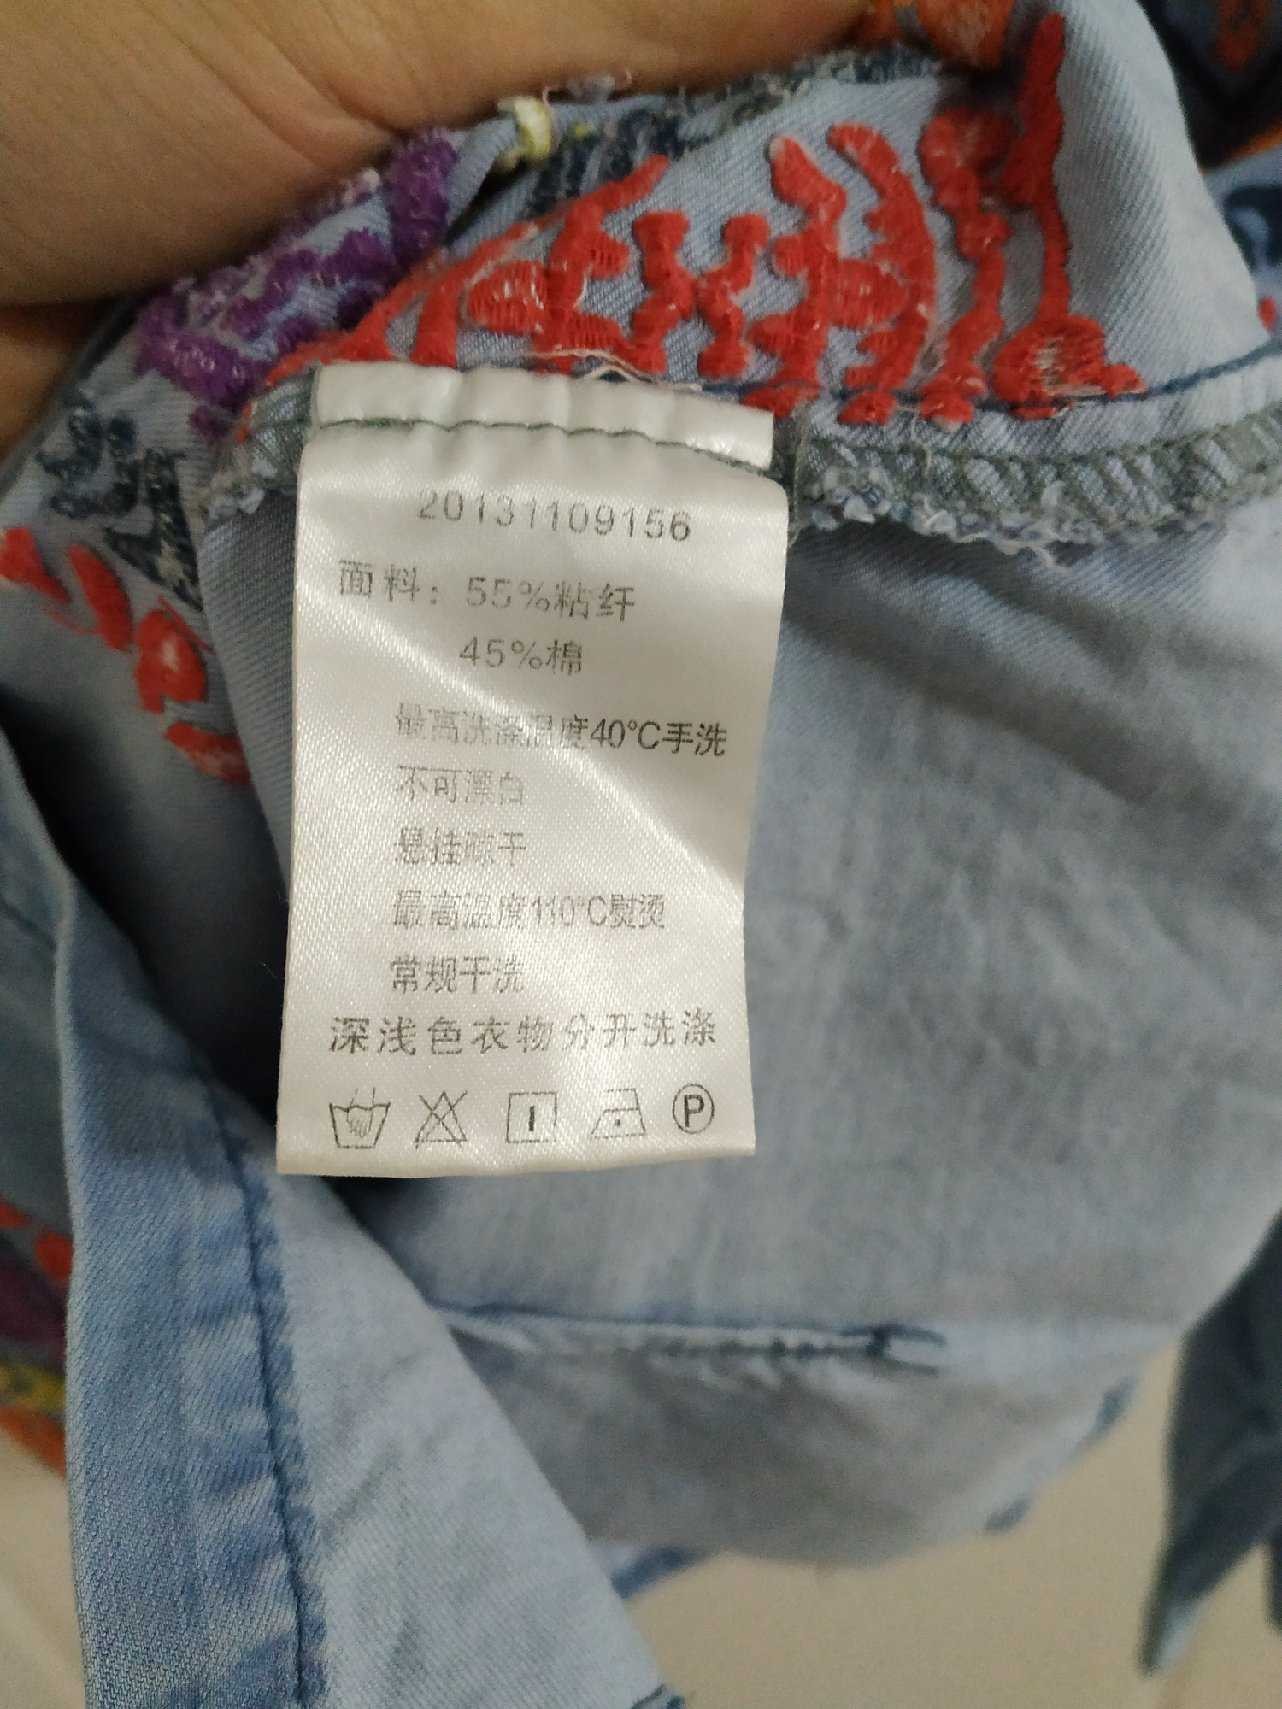 20131109156
面料：55%粘纤
45%棉
最高洗涤温度40°C手洗
不可漂白
悬挂晾干
最高温度110°C熨烫
常规干洗
深浅色衣物分开洗涤
P